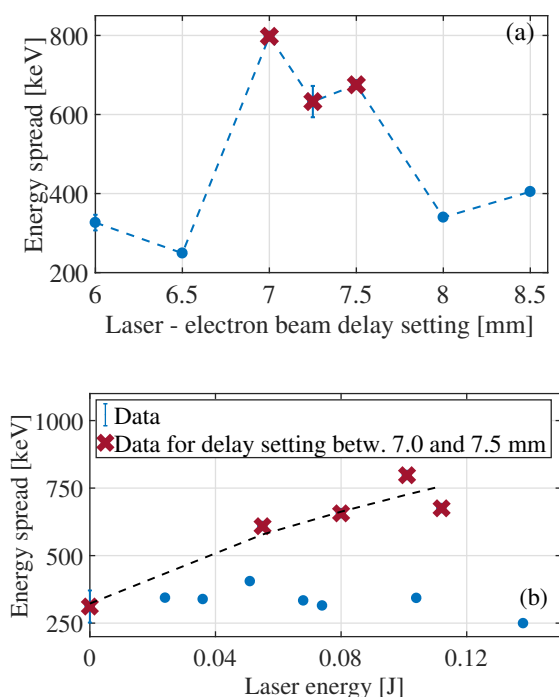 (a)
800
600
400
200
Energy spread [keV]
6 6.5 7 7.5 8 8.5
Laser - electron beam delay setting [mm]
Data
Data for delay setting betw. 7.0 and 7.5 mm
1000
750
500
250
Energy spread [keV]
(b)
0 0.04 0.08 0.12
Laser energy [J]